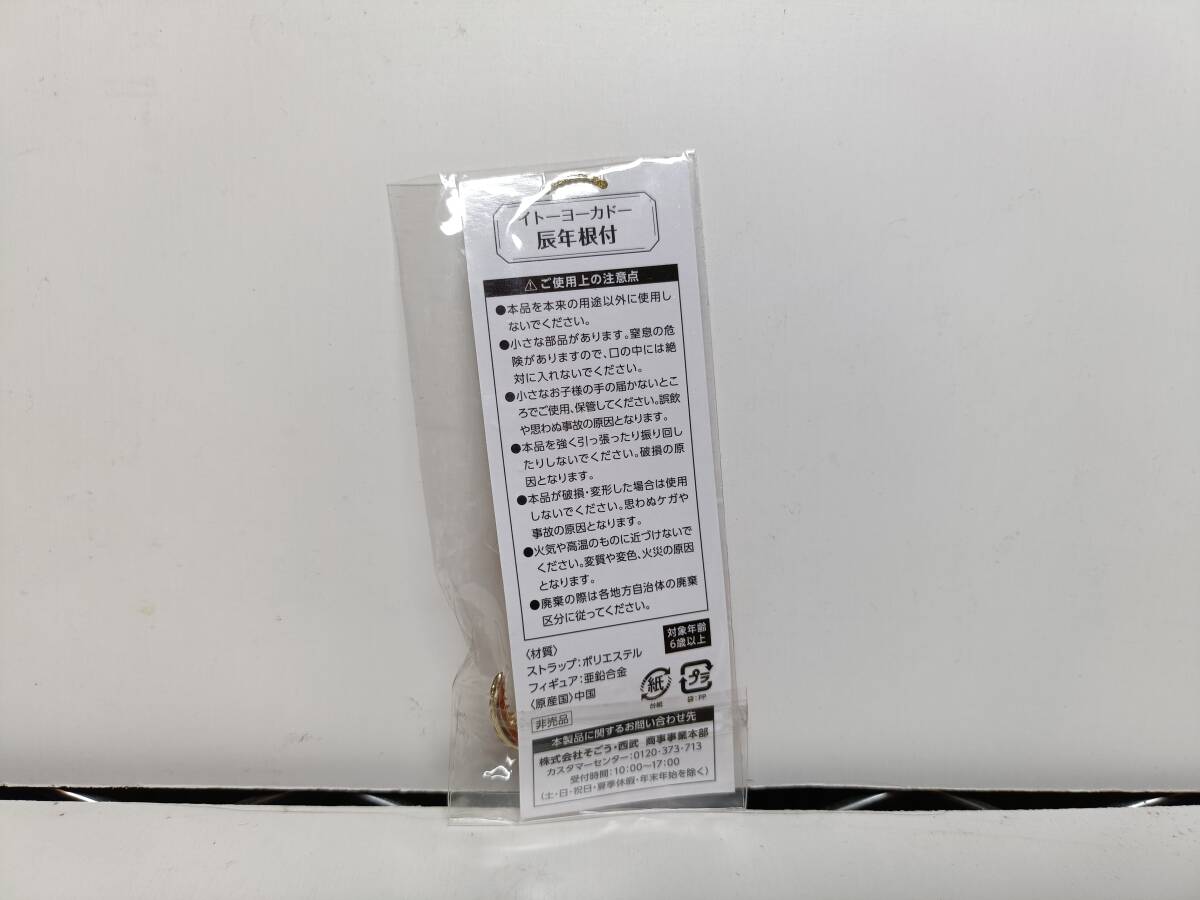 イトーヨーカドー
辰年根付
⚠ご使用上の注意点
●本品を本来の用途以外に使用し
ないでください。
●小さな部品があります。窒息の危
険がありますので、口の中には絶
対に入れないでください。
●小さなお子様の手の届かないとこ
ろでご使用、保管してください。誤飲
や思わぬ事故の原因となります。
●本品を強く引っ張ったり振り回し
たりしないでください。破損の原
因となります。
●本品が破損・変形した場合は使用
しないでください。思わぬケガや
事故の原因となります。
●火気や高温のものに近づけないで
ください。変質や変色、火災の原因
となります。
●廃棄の際は各地方自治体の廃棄
区分に従ってください。
対象年齢
6歳以上
〈材質〉
ストラップ:ポリエステル
フィギュア:亜鉛合金
〈原産国〉中国
紙
台紙
プラ
袋:PP
非売品
本製品に関するお問い合わせ先
株式会社そごう・西武 商事事業本部
カスタマーセンター:0120-373-713
受付時間:10:00〜17:00
(土・日・祝日・夏季休暇・年末年始を除く)